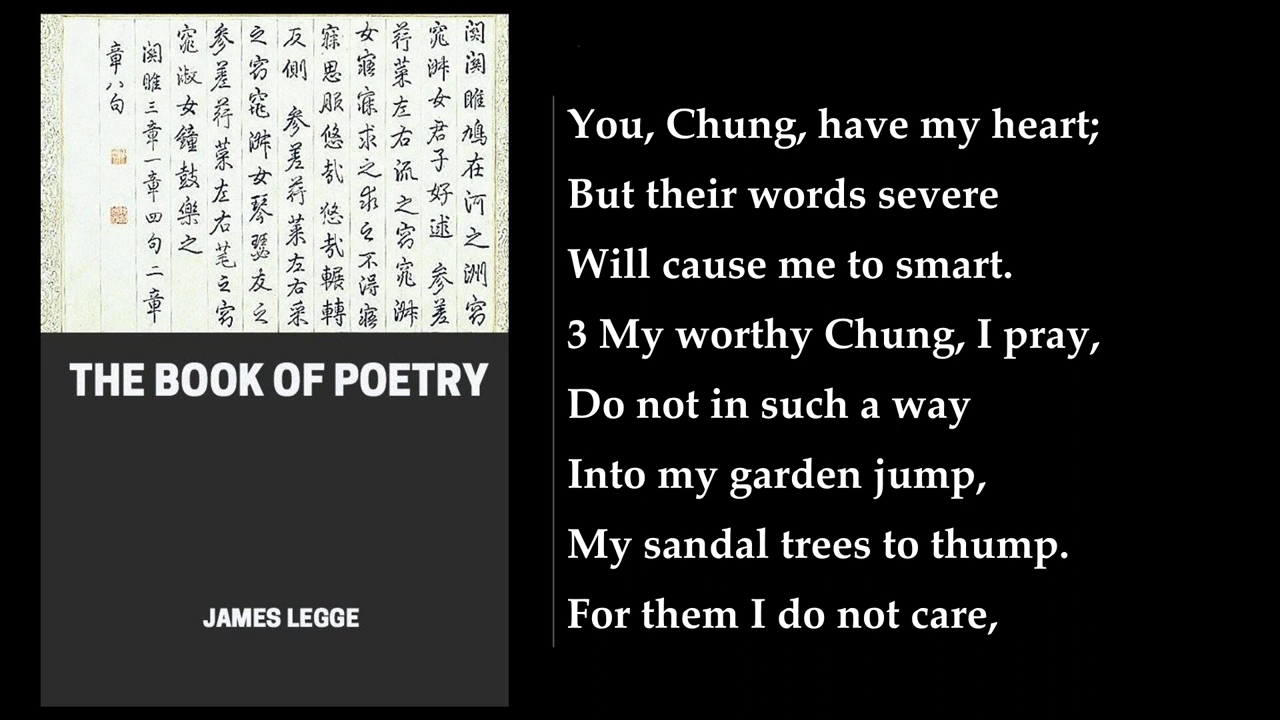 関関雎鳩在河之洲窈
窕淑女君子好逑 参差
荇菜左右流之窈窕淑
女寤寐求之求之不得寤
寐思服悠哉悠哉輾轉
反側 参差荇菜左右采
之窈窕淑女琴瑟友之
参差荇菜左右芼之窈
窕淑女鐘鼓樂之
関雎三章一章四句二章
章八句
THE BOOK OF POETRY
JAMES LEGGE
You, Chung, have my heart;
But their words severe
Will cause me to smart.
3 My worthy Chung, I pray,
Do not in such a way
Into my garden jump,
My sandal trees to thump.
For them I do not care,